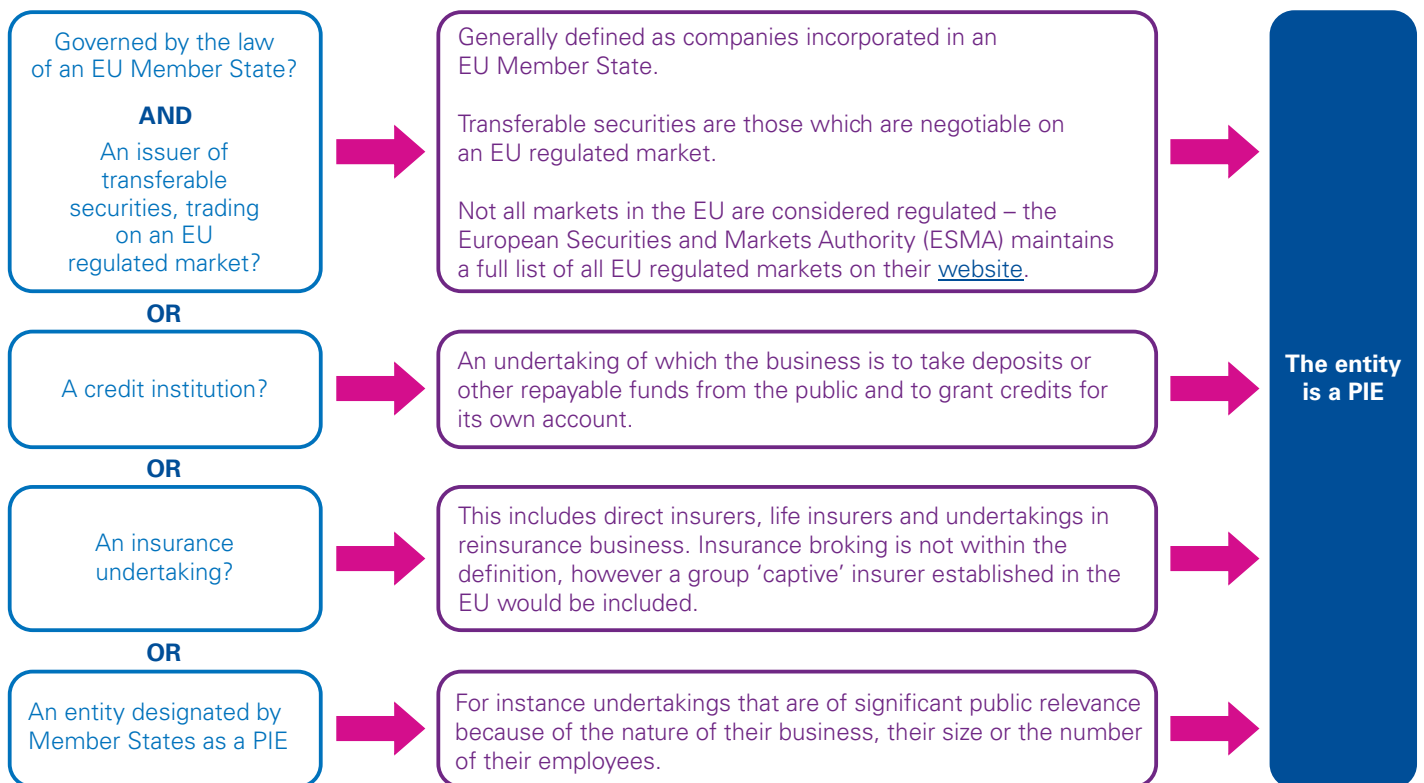 Governed by the law
of an EU Member State?
AND
An issuer of
transferable
securities, trading
on an EU
regulated market?
Generally defined as companies incorporated in an
EU Member State.
Transferable securities are those which are negotiable on
an EU regulated market.
Not all markets in the EU are considered regulated – the
European Securities and Markets Authority (ESMA) maintains
a full list of all EU regulated markets on their website.
OR
A credit institution?
An undertaking of which the business is to take deposits or
other repayable funds from the public and to grant credits for
its own account.
OR
An insurance
undertaking?
This includes direct insurers, life insurers and undertakings in
reinsurance business. Insurance broking is not within the
definition, however a group ‘captive’ insurer established in the
EU would be included.
OR
An entity designated by
Member States as a PIE
For instance undertakings that are of significant public relevance
because of the nature of their business, their size or the number
of their employees.
The entity
is a PIE